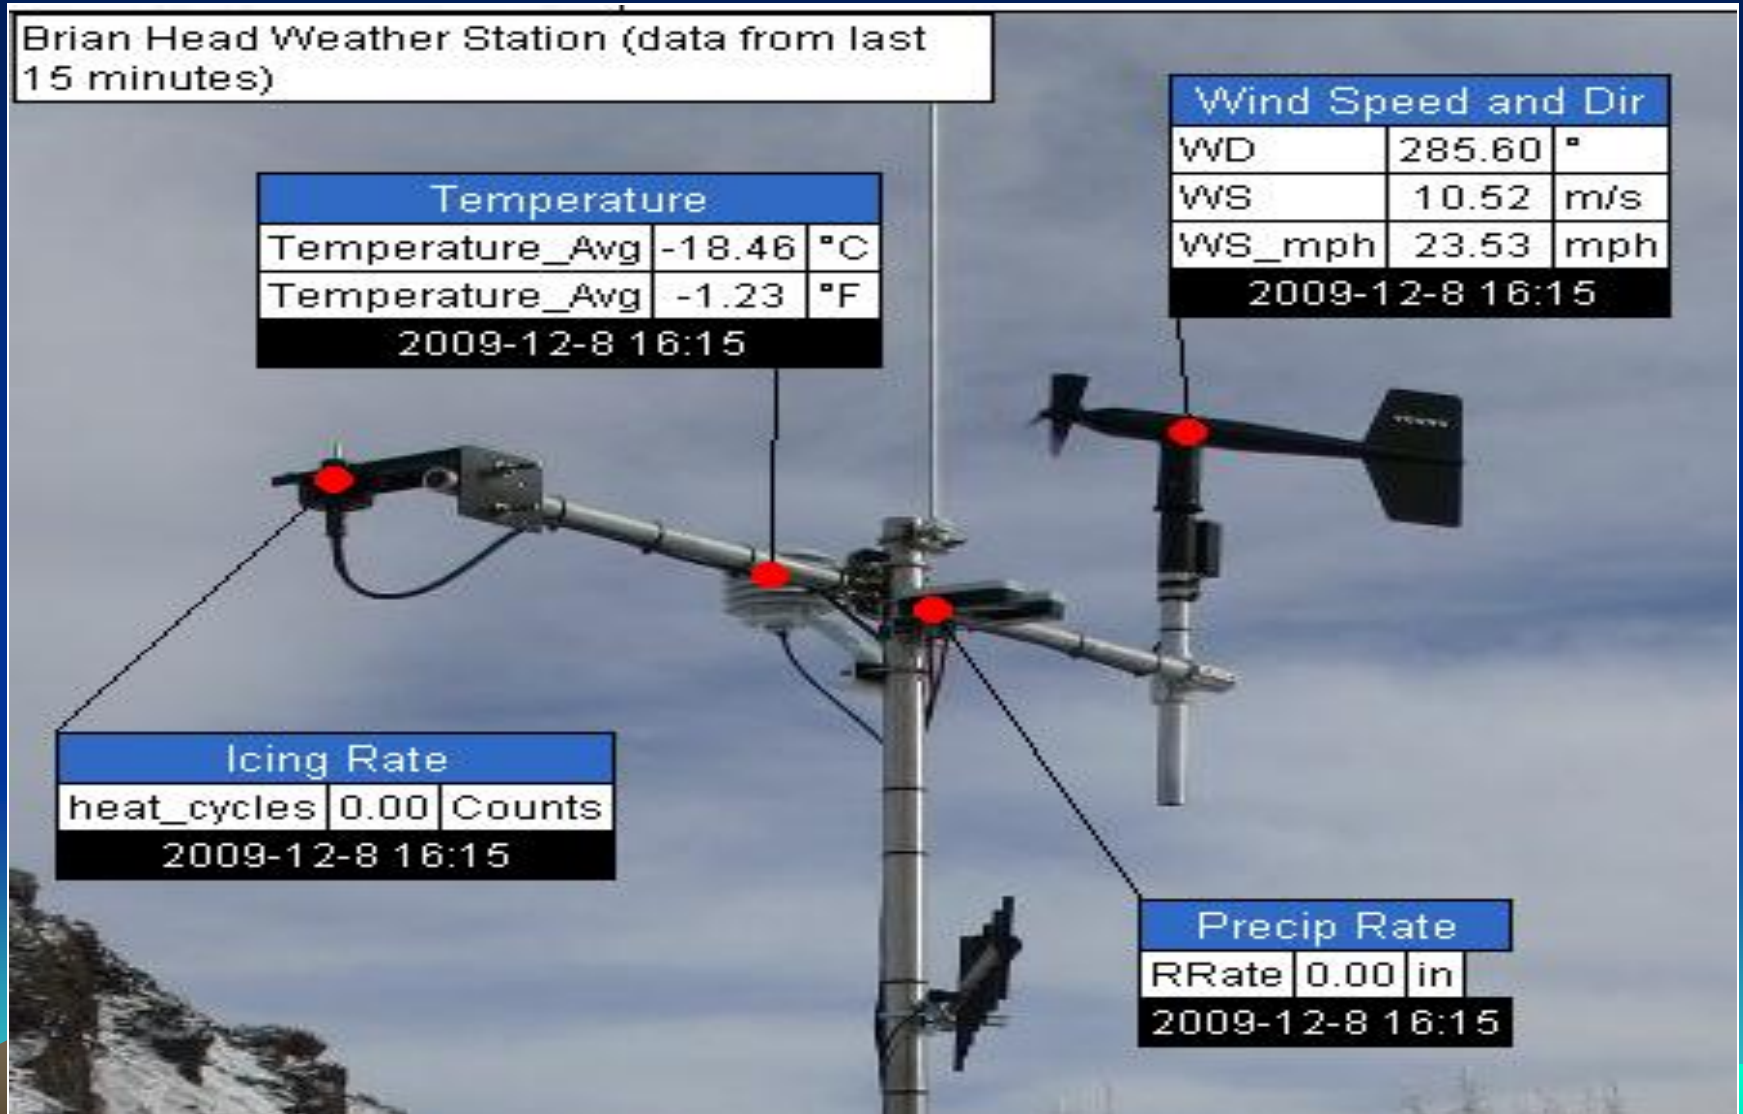 Brian Head Weather Station (data from last
15 minutes)
Wind Speed and Dir
WD 285.60 °
WS 10.52 m/s
WS_mph 23.53 mph
2009-12-8 16:15
Temperature
Temperature_Avg -18.46 °C
Temperature_Avg -1.23 °F
2009-12-8 16:15
Icing Rate
heat_cycles 0.00 Counts
2009-12-8 16:15
Precip Rate
RRate 0.00 in
2009-12-8 16:15